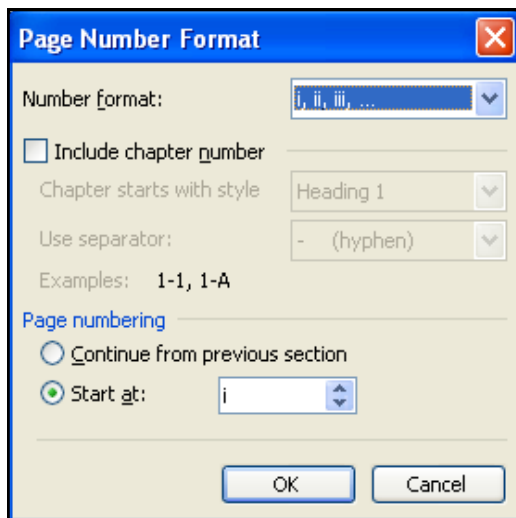 Page Number Format
Number format: i, ii, iii, ...
Include chapter number
Chapter starts with style Heading 1
Use separator: - (hyphen)
Examples: 1-1, 1-A
Page numbering
Continue from previous section
Start at: i
OK Cancel